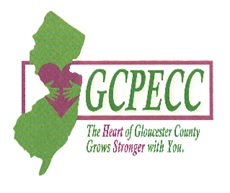 GCPECC
The Heart of Gloucester County
Grows Stronger with You.